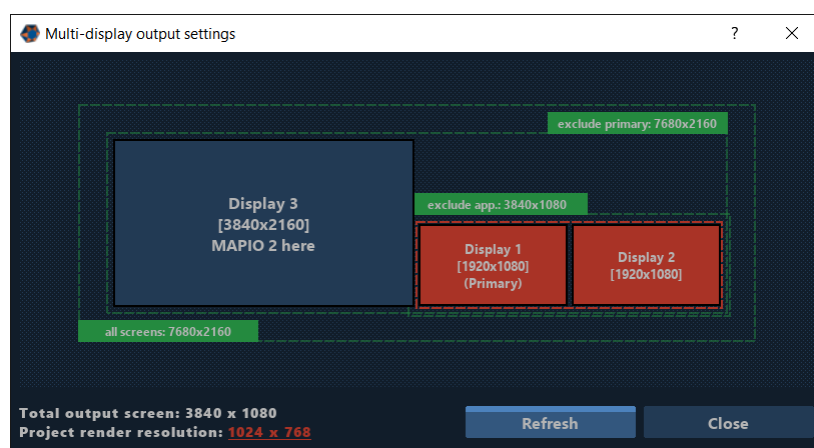 Multi-display output settings
?
exclude primary: 7680x2160
Display 3
[3840x2160]
MAPIO 2 here
exclude app.: 3840x1080
Display 1
[1920x1080]
(Primary)
Display 2
[1920x1080]
all screens: 7680x2160
Total output screen: 3840 x 1080
Project render resolution: 1024 x 768
Refresh
Close